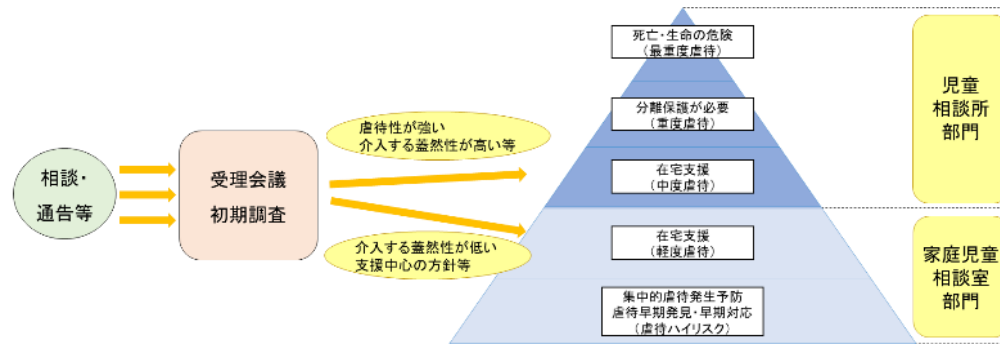 相談・
通告等
受理会議
初期調査
虐待性が強い
介入する蓋然性が高い等
介入する蓋然性が低い
支援中心の方針等
死亡・生命の危険
(最重度虐待)
分離保護が必要
(重度虐待)
在宅支援
(中度虐待)
在宅支援
(軽度虐待)
集中的虐待発生予防
虐待早期発見・早期対応
(虐待ハイリスク)
児童
相談所
部門
家庭児童
相談室
部門